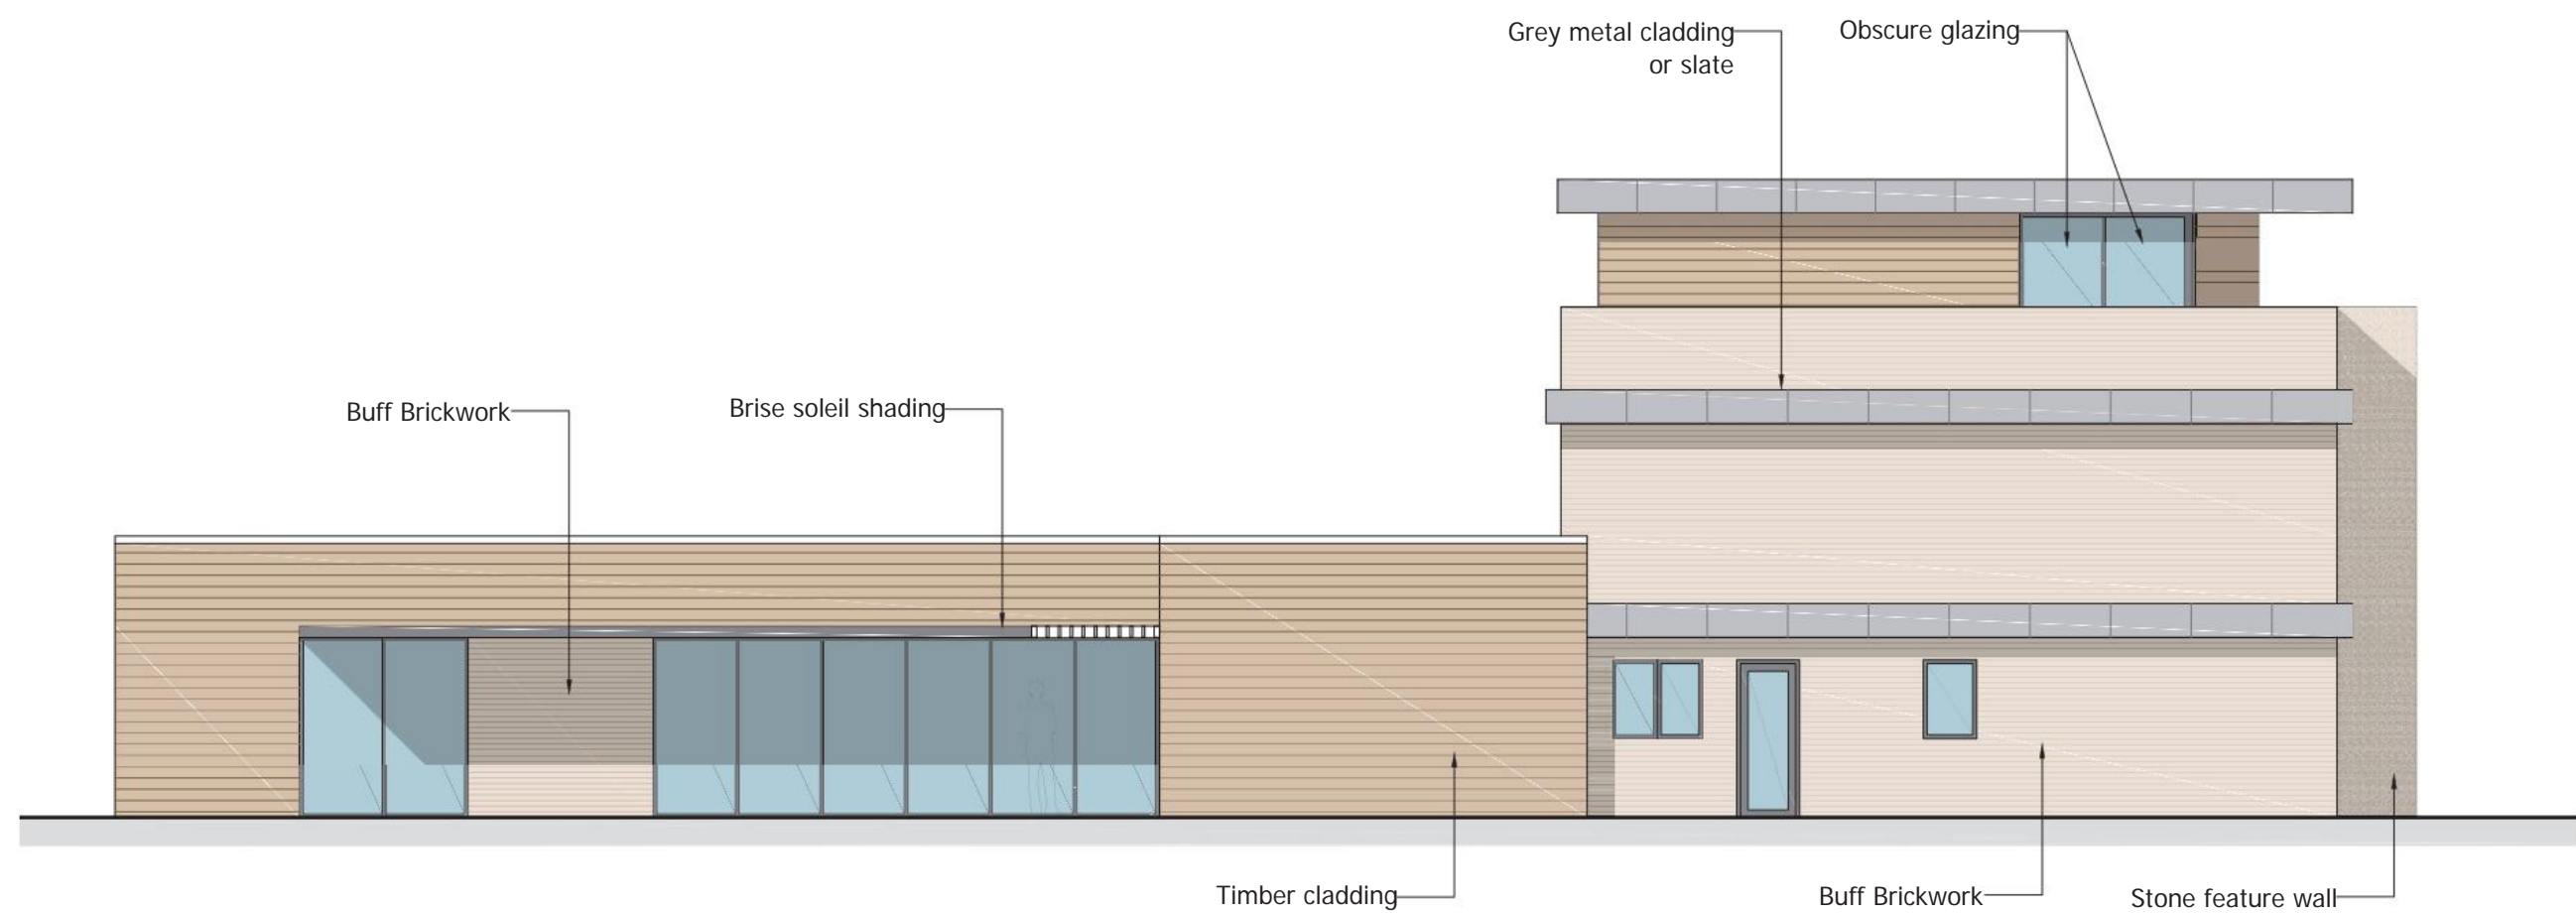 Grey metal cladding
or slate
Obscure glazing
Buff Brickwork
Brise soleil shading
Timber cladding
Buff Brickwork
Stone feature wall